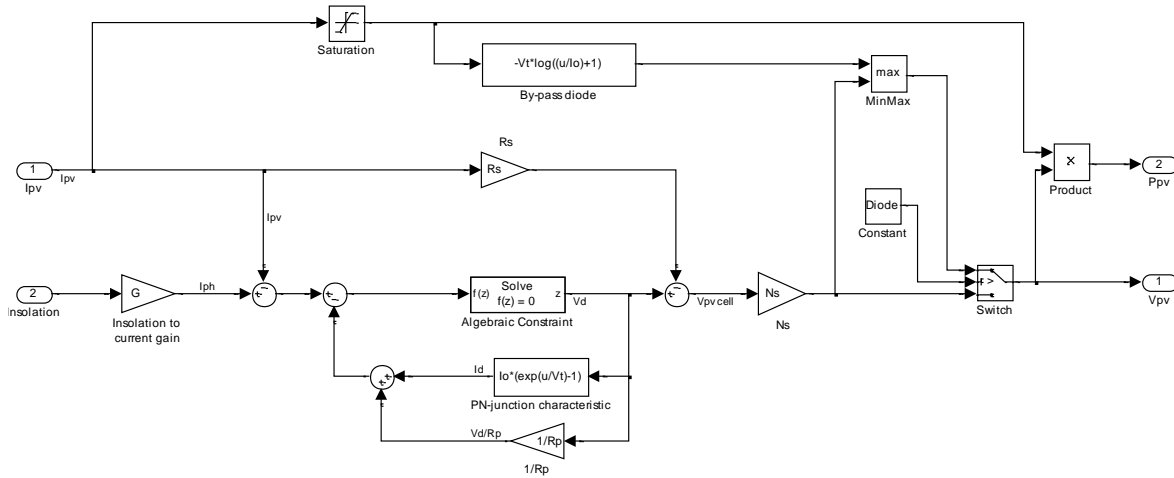 Saturation
-Vt*log((u/Io)+1)
By-pass diode
max
MinMax
Rs
Rs
1
Ipv
Ipv
x
Product
2
Ppv
Diode
Constant
Ipv
2
Insolation
G
Insolation to
current gain
Iph
f(z)
Solve
f(z) = 0
z
Algebraic Constraint
Vd
Vpv cell
Ns
Ns
>
Switch
1
Vpv
Id
Io*(exp(u/Vt)-1)
PN-junction characteristic
Vd/Rp
1/Rp
1/Rp